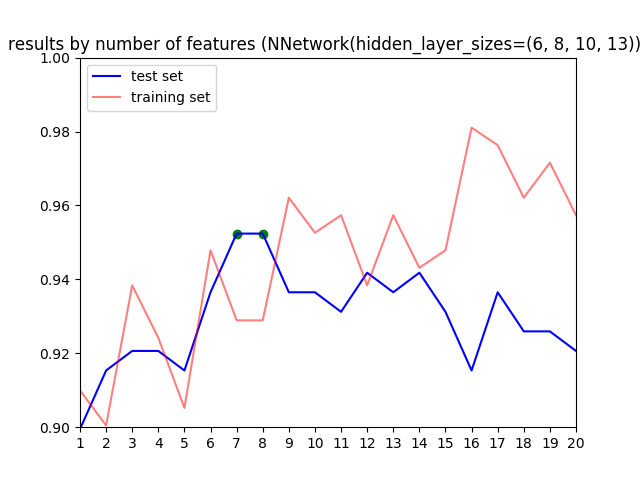 results by number of features (NNetwork(hidden_layer_sizes=(6, 8, 10, 13))
test set
training set
1.00
0.98
0.96
0.94
0.92
0.90
1 2 3 4 5 6 7 8 9 10 11 12 13 14 15 16 17 18 19 20